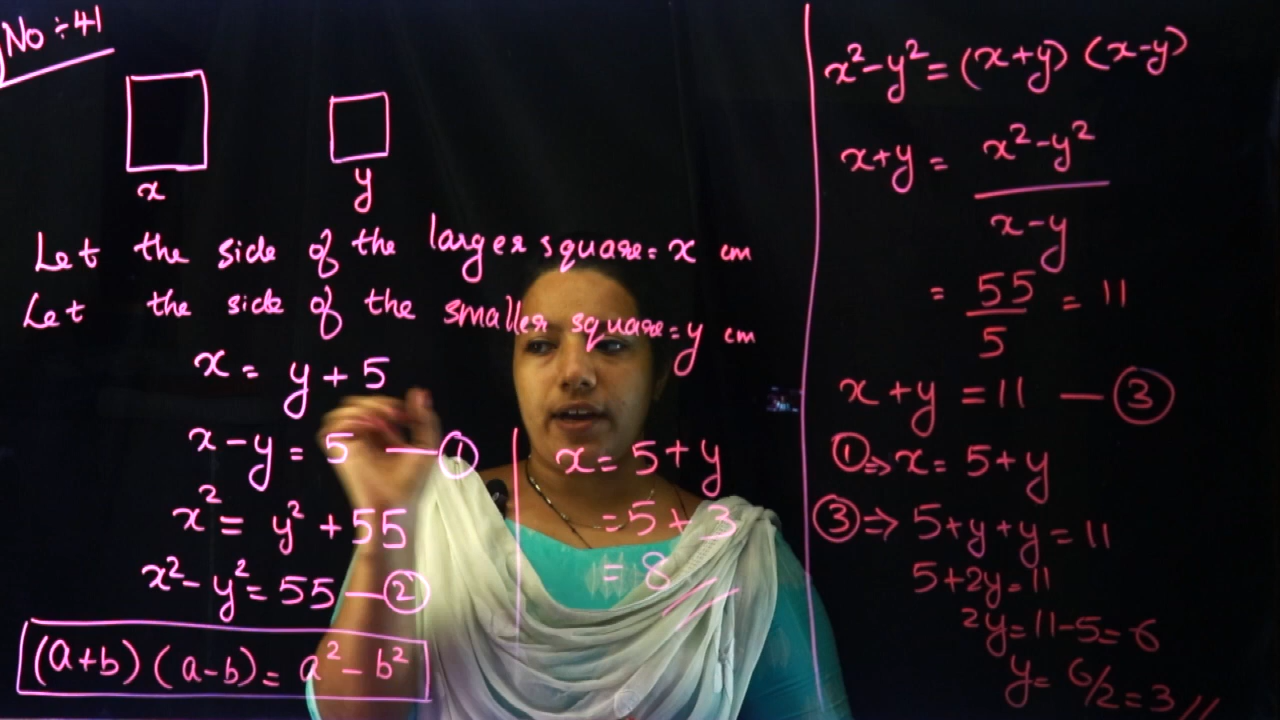 No ÷ 41
x
y
Let the side of the larger square = x cm
Let the side of the smaller square = y cm
x = y + 5
x - y = 5 — ①
x² = y² + 55
x² - y² = 55 — ②
(a+b) (a-b) = a² - b²
x = 5 + y
= 5 + 3
= 8
x² - y² = (x+y) (x-y)
x+y = x² - y² / x - y
= 55 / 5 = 11
x + y = 11 — ③
① ⇒ x = 5 + y
③ ⇒ 5 + y + y = 11
5 + 2y = 11
2y = 11 - 5 = 6
y = 6/2 = 3 //